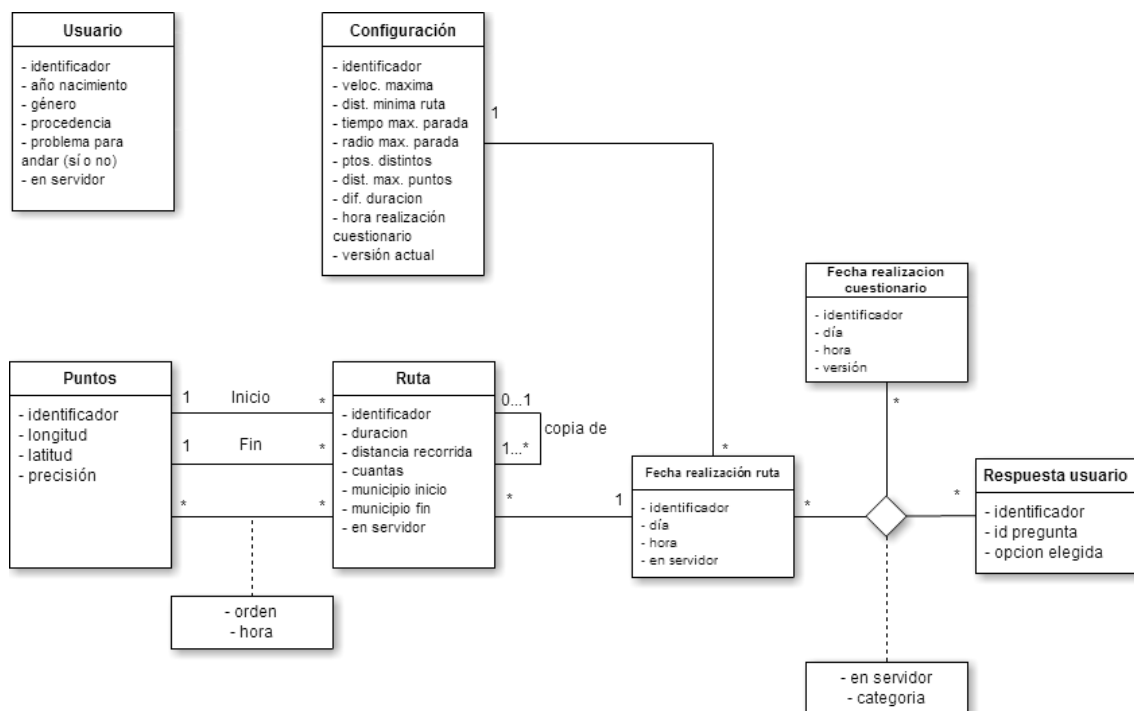 Usuario
- identificador
- año nacimiento
- género
- procedencia
- problema para
andar (sí o no)
- en servidor
Configuración
- identificador
- veloc. maxima
- dist. minima ruta
- tiempo max. parada
- radio max. parada
- ptos. distintos
- dist. max. puntos
- dif. duracion
- hora realización
cuestionario
- versión actual
1
*
Fecha realizacion
cuestionario
- identificador
- día
- hora
- versión
*
Puntos
- identificador
- longitud
- latitud
- precisión
1 Inicio *
1 Fin *
* *
- orden
- hora
Ruta
- identificador
- duracion
- distancia recorrida
- cuantas
- municipio inicio
- municipio fin
- en servidor
0...1
copia de
1...*
* 1
Fecha realización ruta
- identificador
- día
- hora
- en servidor
*
*
Respuesta usuario
- identificador
- id pregunta
- opcion elegida
- en servidor
- categoria